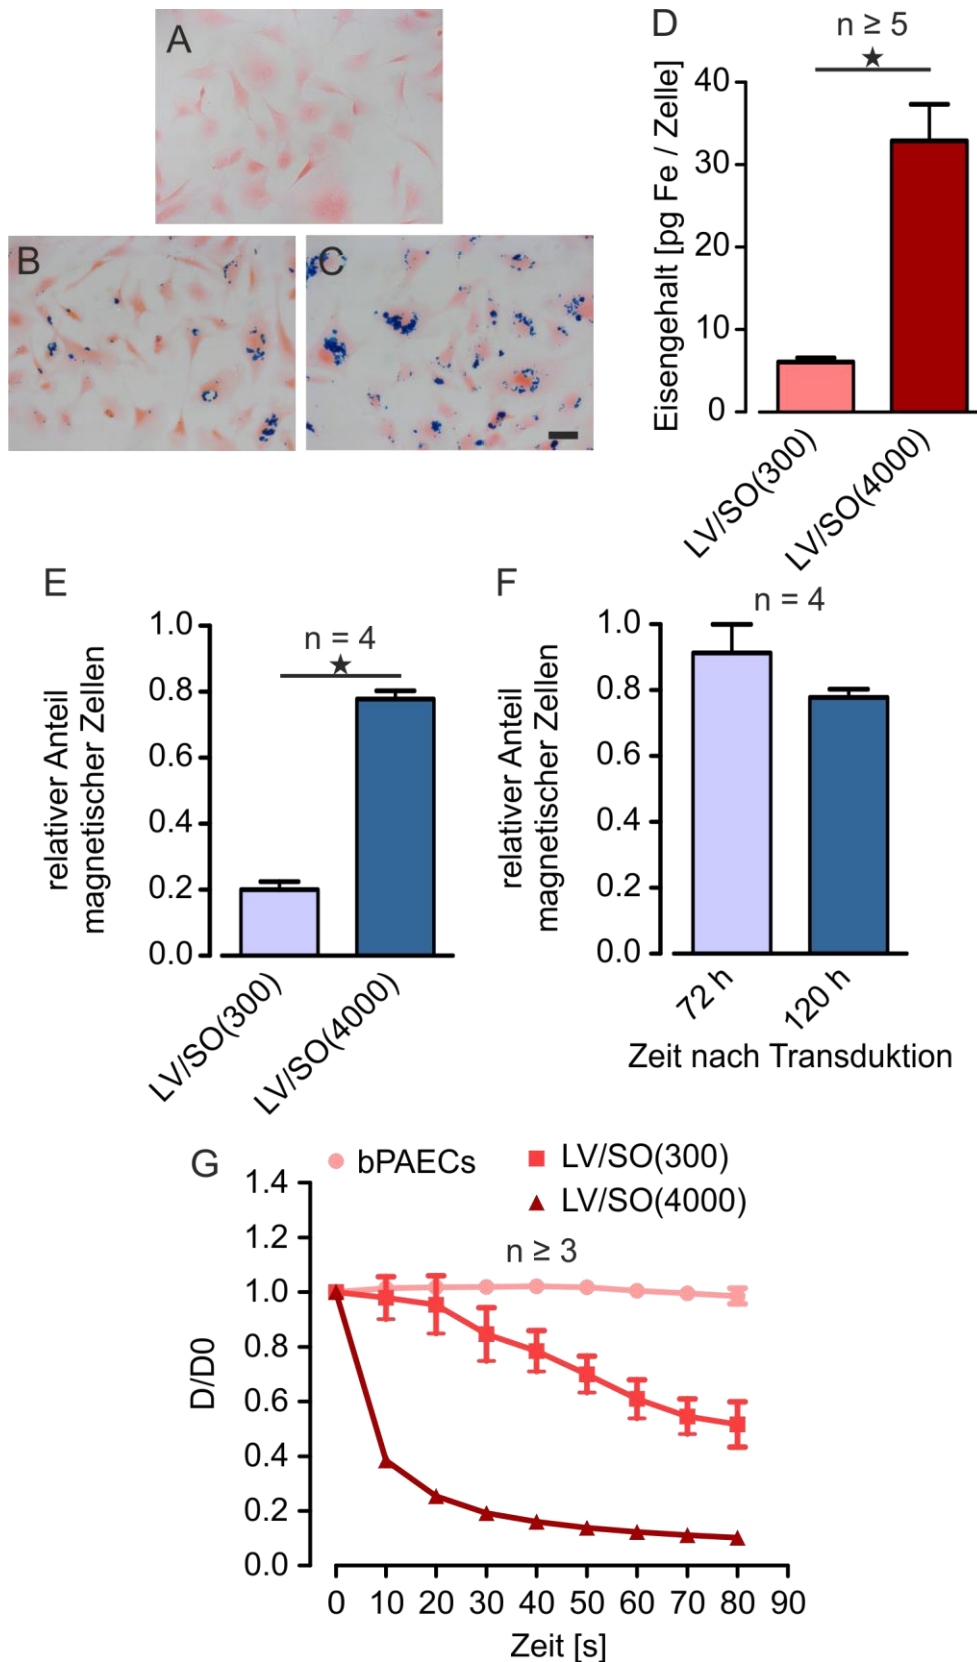 A
B
C
D
n ≥ 5
★
Eisengehalt [pg Fe / Zelle]
40
30
20
10
0
LV/SO(300)
LV/SO(4000)
E
n = 4
★
relativer Anteil
magnetischer Zellen
1.0
0.8
0.6
0.4
0.2
0.0
LV/SO(300)
LV/SO(4000)
F
n = 4
relativer Anteil
magnetischer Zellen
1.0
0.8
0.6
0.4
0.2
0.0
72 h
120 h
Zeit nach Transduktion
G
bPAECs
LV/SO(300)
LV/SO(4000)
n ≥ 3
D/D0
1.4
1.2
1.0
0.8
0.6
0.4
0.2
0.0
0 10 20 30 40 50 60 70 80 90
Zeit [s]